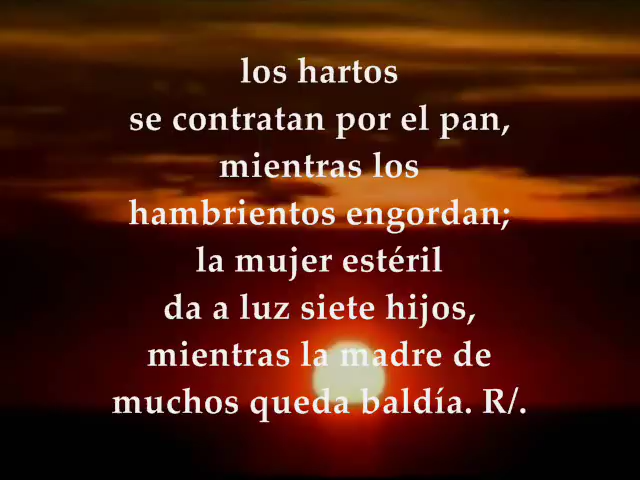 los hartos
se contratan por el pan,
mientras los
hambrientos engordan;
la mujer estéril
da a luz siete hijos,
mientras la madre de
muchos queda baldía. R/.